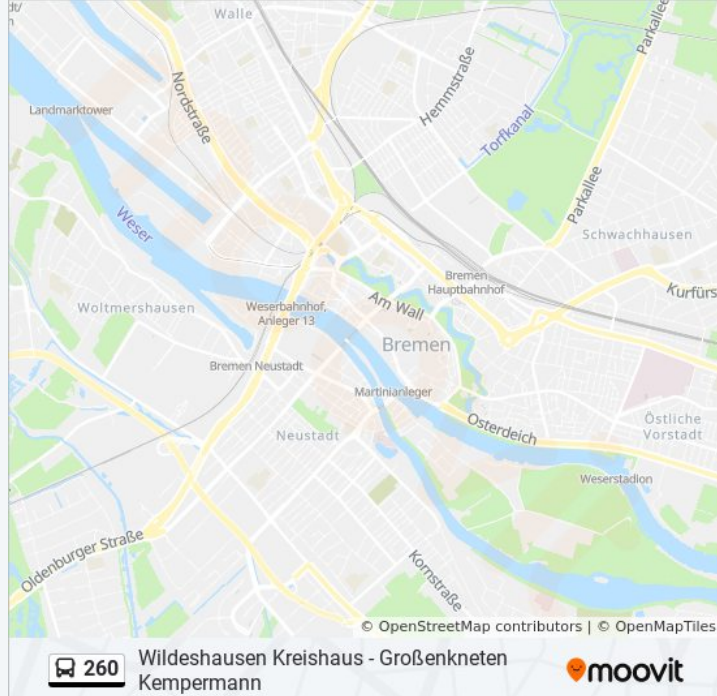 dt/
Walle
Parkallee
Hemmstraße
Nordstraße
Landmarktower
Torfkanal
Parkallee
Weser
Schwachhausen
Bremen
Hauptbahnhof
Kurfürs
Woltmershausen
Weserbahnhof,
Anleger 13
Am Wall
Bremen
Bremen Neustadt
Martinianleger
Neustadt
Osterdeich
Östliche
Vorstadt
Weserstadion
Oldenburger Straße
Kornstraße
© OpenStreetMap contributors | © OpenMapTiles
260
Wildeshausen Kreishaus - Großenkneten
Kempermann
moovit